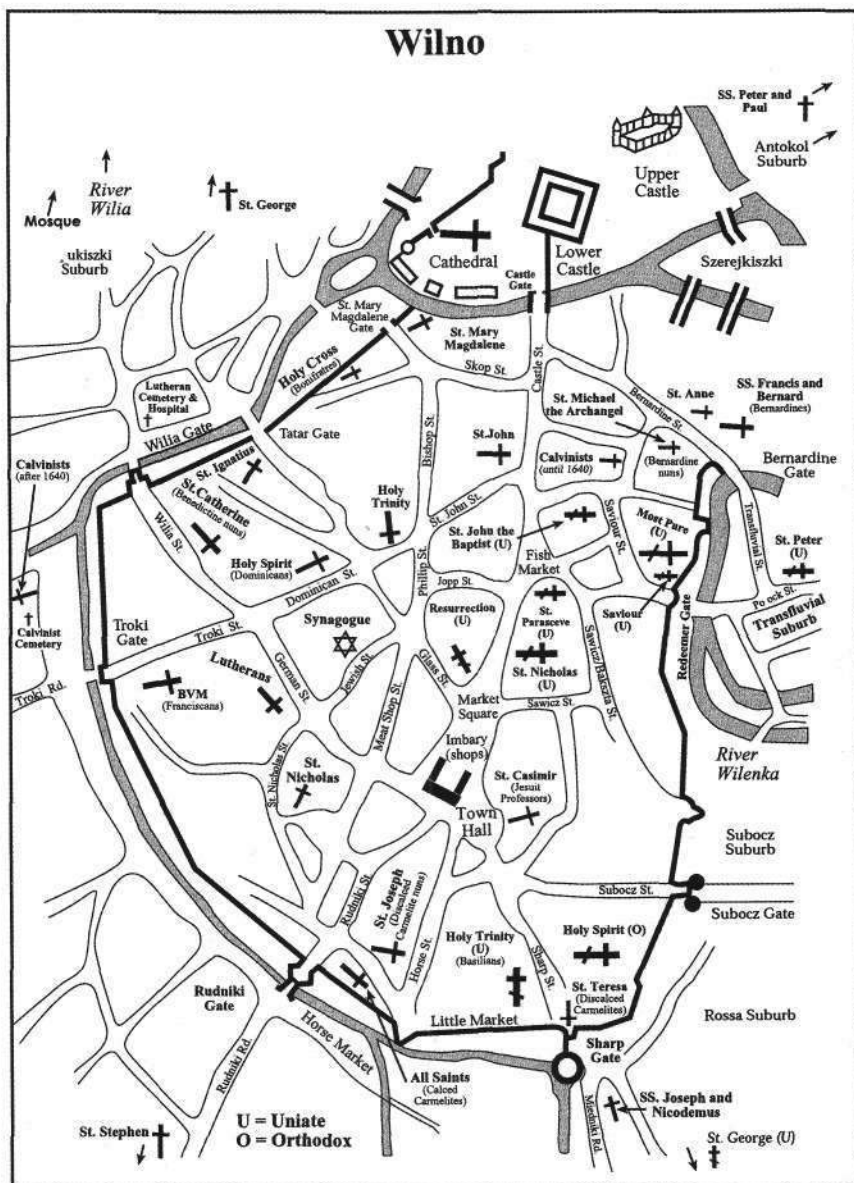 Wilno
SS. Peter and
Paul
Antokol
Suburb
Upper
Castle
River
Wilia
Mosque
St. George
ukiszki
Suburb
Cathedral
Lower
Castle
Castle
Gate
Szerejkiszki
St. Mary
Magdalene
Gate
St. Mary
Magdalene
Skop St.
Castle St.
Holy Cross
(Bonifratres)
Lutheran
Cemetery &
Hospital
Wilia Gate
Tatar Gate
Bishop St.
St. Michael
the Archangel
Bernardine St.
St. Anne
SS. Francis and
Bernard
(Bernardines)
St.John
Calvinists
(until 1640)
(Bernardine
nuns)
Bernardine
Gate
Calvinists
(after 1640)
St. Ignatius
St.Catherine
(Benedictine nuns)
Wilia St.
Holy
Trinity
St. John St.
St. John the
Baptist (U)
Saviour St.
Most Pure
(U)
Transfluvial St.
St. Peter
(U)
Holy Spirit
(Dominicans)
Dominican St.
Phillip St.
Fish
Market
Jopp St.
Po ock St.
Transfluvial
Suburb
Calvinist
Cemetery
Troki
Gate
Troki St.
Synagogue
Resurrection
(U)
St.
Parasceve
(U)
Saviour
(U)
Redeemer Gate
Troki Rd.
Lutherans
BVM
(Franciscans)
German St.
Jewish St.
Glass St.
Meat Shop St.
St. Nicholas
(U)
Sawicz/Bakszta St.
Market
Square
Sawicz St.
River
Wilenka
Imbary
(shops)
St. Nicholas St.
St.
Nicholas
St. Casimir
(Jesuit
Professors)
Town
Hall
Subocz
Suburb
Subocz St.
Subocz Gate
Rudniki St.
St. Joseph
(Discalced
Carmelite nuns)
Horse St.
Holy Trinity
(U)
(Basilians)
Sharp St.
Holy Spirit (O)
St. Teresa
(Discalced
Carmelites)
Rudniki
Gate
Little Market
Rossa Suburb
Horse
Market
Rudniki Rd.
Sharp
Gate
All Saints
(Calced
Carmelites)
SS. Joseph and
Nicodemus
Miedniki Rd.
St. Stephen
U = Uniate
O = Orthodox
St. George (U)